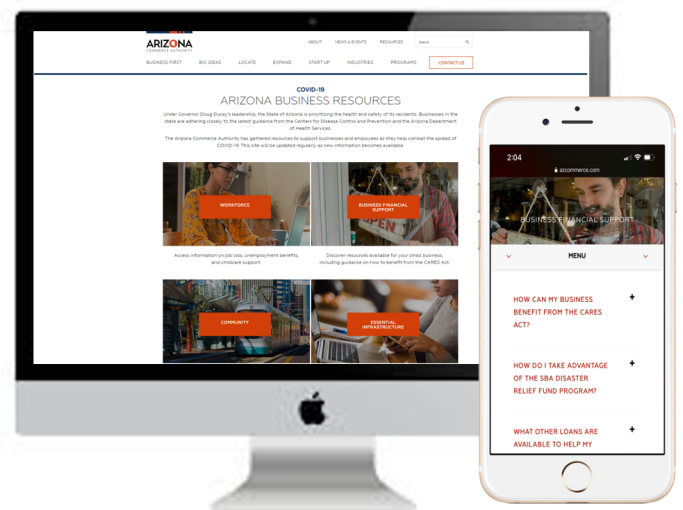 ARIZONA
COMMERCE AUTHORITY
ABOUT NEWS & EVENTS RESOURCES Search
BUSINESS FIRST BIG IDEAS LOCATE EXPAND START UP INDUSTRIES PROGRAMS CONTACT US
COVID-19
ARIZONA BUSINESS RESOURCES
Under Governor Doug Ducey's leadership, the State of Arizona is prioritizing the health and safety of its residents. Businesses in the
state are adhering closely to the latest guidance from the Centers for Disease Control and Prevention and the Arizona Department
of Health Services.
The Arizona Commerce Authority has gathered resources to support businesses and employees as they help combat the spread of
COVID-19. This site will be updated regularly as new information becomes available.
WORKFORCE
BUSINESS FINANCIAL
SUPPORT
OPEN
Access information on job loss, unemployment benefits,
and childcare support.
Discover resources available for your small business,
including guidance on how to benefit from the CARES Act.
COMMUNITY
ESSENTIAL
INFRASTRUCTURE
2:04
azcommerce.com
BUSINESS FINANCIAL SUPPORT
MENU
HOW CAN MY BUSINESS +
BENEFIT FROM THE CARES
ACT?
HOW DO I TAKE ADVANTAGE +
OF THE SBA DISASTER
RELIEF FUND PROGRAM?
WHAT OTHER LOANS ARE +
AVAILABLE TO HELP MY